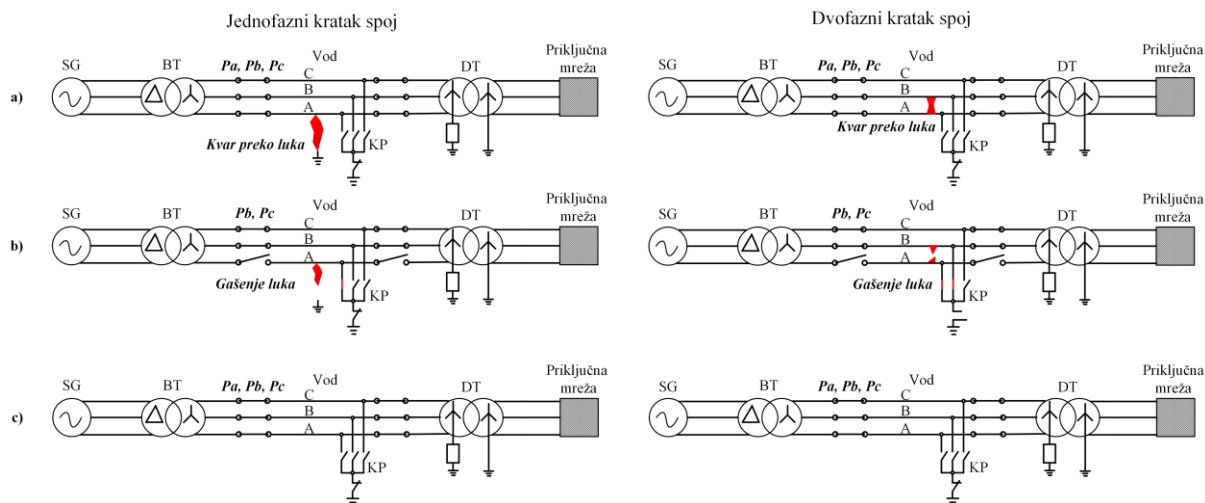 Jednofazni kratak spoj
Dvofazni kratak spoj
a)
SG
BT
Pa, Pb, Pc
Vod
C
B
A
Kvar preko luka
KP
DT
Priključna
mreža
SG
BT
Pa, Pb, Pc
Vod
C
B
A
Kvar preko luka
KP
DT
Priključna
mreža
b)
SG
BT
Pb, Pc
Vod
C
B
A
Gašenje luka
KP
DT
Priključna
mreža
SG
BT
Pb, Pc
Vod
C
B
A
Gašenje luka
KP
DT
Priključna
mreža
c)
SG
BT
Pa, Pb, Pc
Vod
C
B
A
KP
DT
Priključna
mreža
SG
BT
Pa, Pb, Pc
Vod
C
B
A
KP
DT
Priključna
mreža